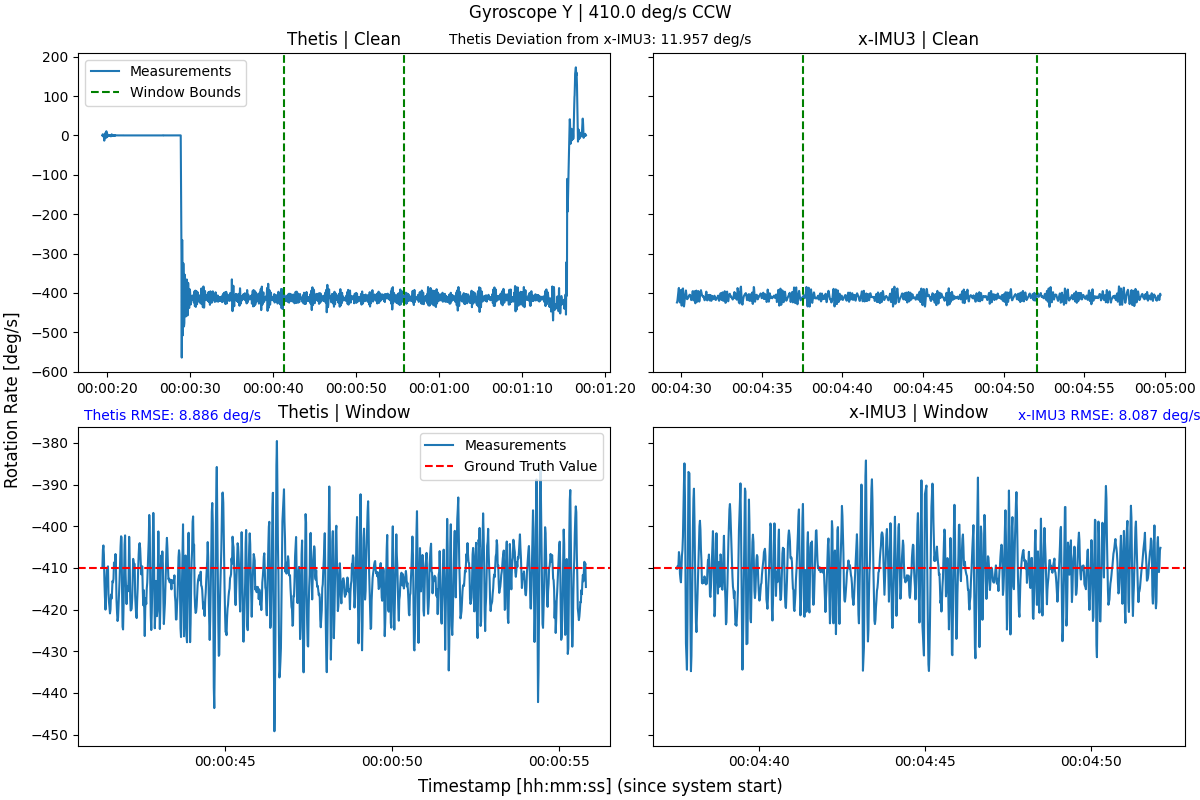 Gyroscope Y | 410.0 deg/s CCW
Thetis | Clean
Thetis Deviation from x-IMU3: 11.957 deg/s
x-IMU3 | Clean
Measurements
Window Bounds
200
100
0
−100
−200
−300
−400
−500
−600
00:00:20 00:00:30 00:00:40 00:00:50 00:01:00 00:01:10 00:01:20
00:04:30 00:04:35 00:04:40 00:04:45 00:04:50 00:04:55 00:05:00
Rotation Rate [deg/s]
Thetis RMSE: 8.886 deg/s
Thetis | Window
x-IMU3 | Window
x-IMU3 RMSE: 8.087 deg/s
Measurements
Ground Truth Value
−380
−390
−400
−410
−420
−430
−440
−450
00:00:45 00:00:50 00:00:55
00:04:40 00:04:45 00:04:50
Timestamp [hh:mm:ss] (since system start)